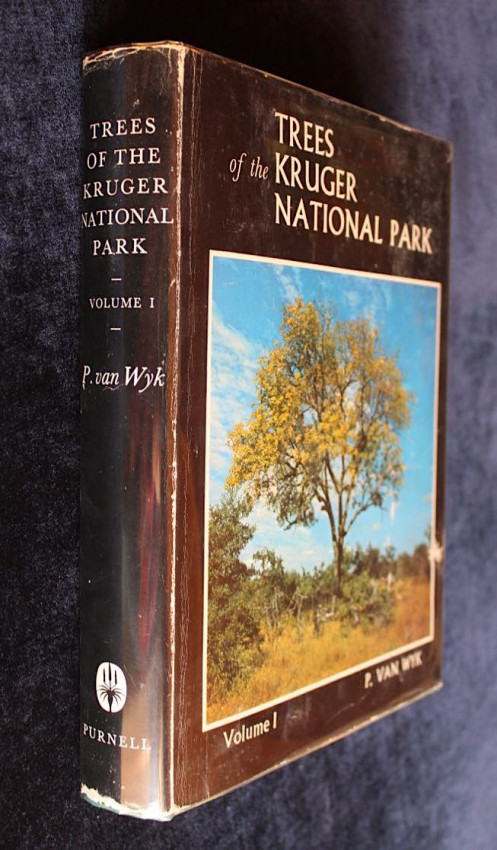 TREES
OF THE
KRUGER
NATIONAL
PARK
VOLUME I
P. van Wyk
PURNELL
TREES
of the KRUGER
NATIONAL PARK
P. VAN WYK
Volume I